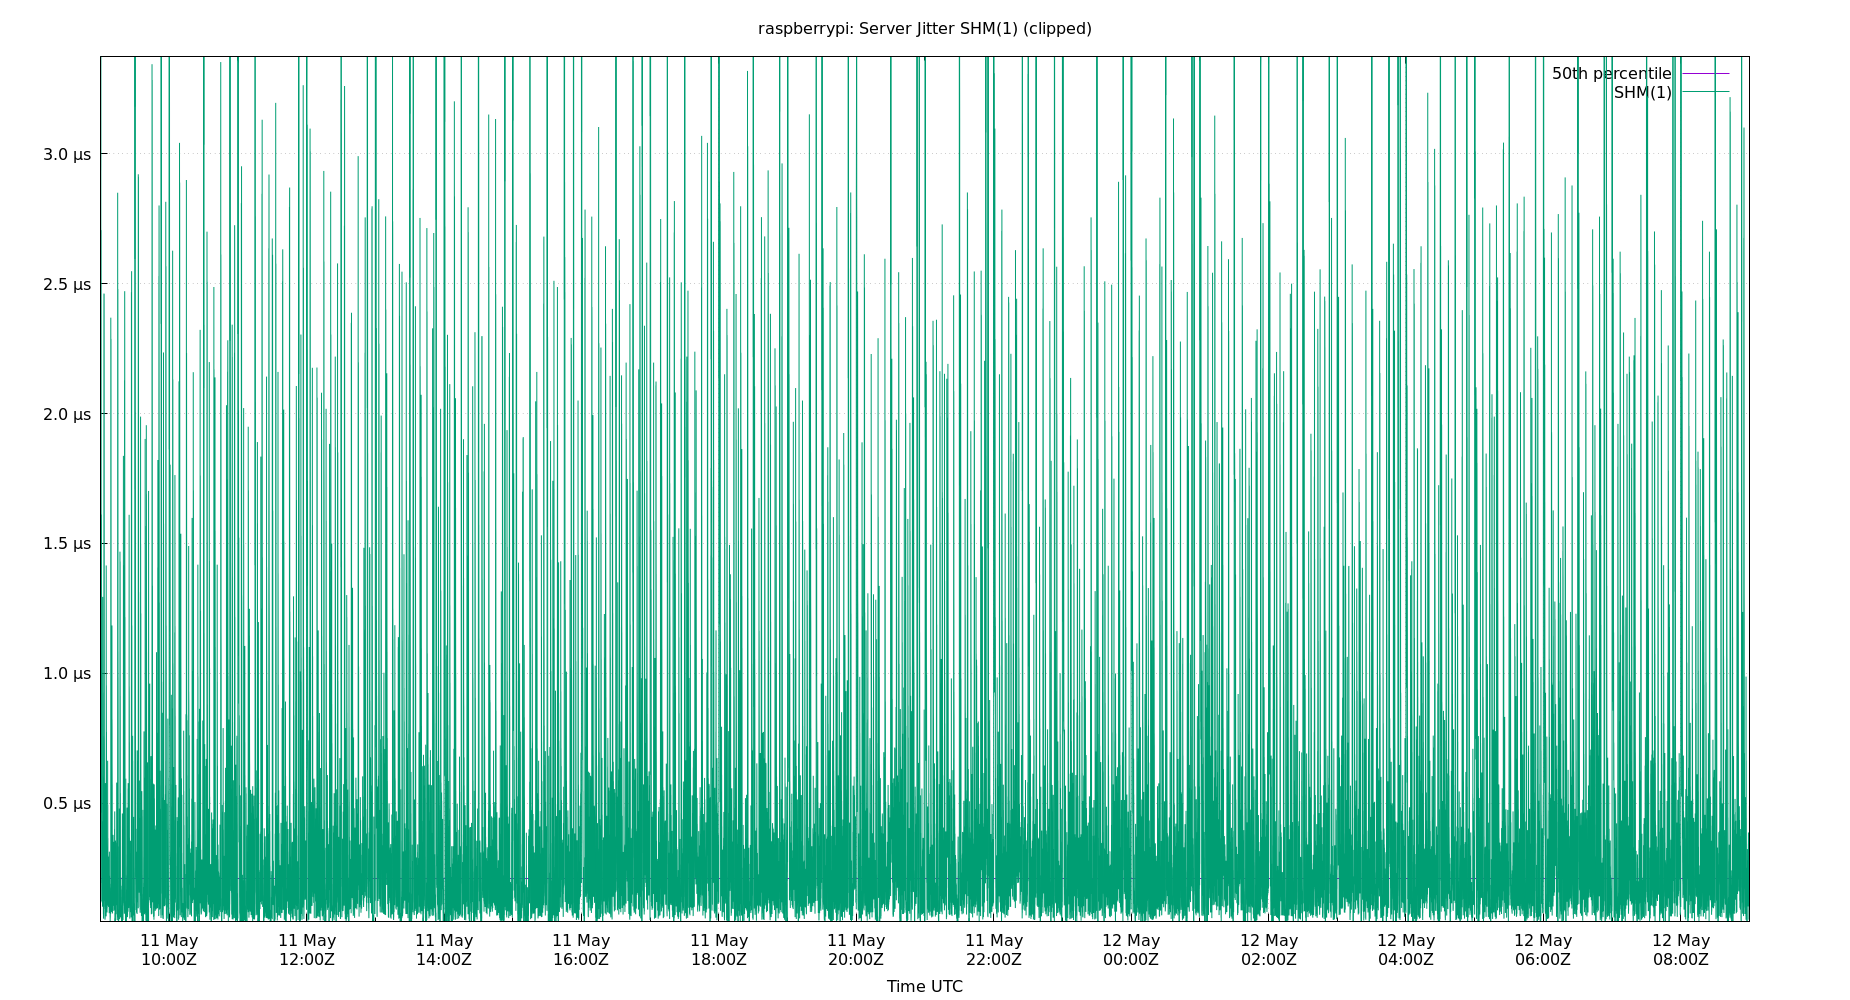 raspberrypi: Server Jitter SHM(1) (clipped)
50th percentile
SHM(1)
3.0 µs
2.5 µs
2.0 µs
1.5 µs
1.0 µs
0.5 µs
11 May 11 May 11 May 11 May 11 May 11 May 11 May 12 May 12 May 12 May 12 May 12 May
10:00Z 12:00Z 14:00Z 16:00Z 18:00Z 20:00Z 22:00Z 00:00Z 02:00Z 04:00Z 06:00Z 08:00Z
Time UTC